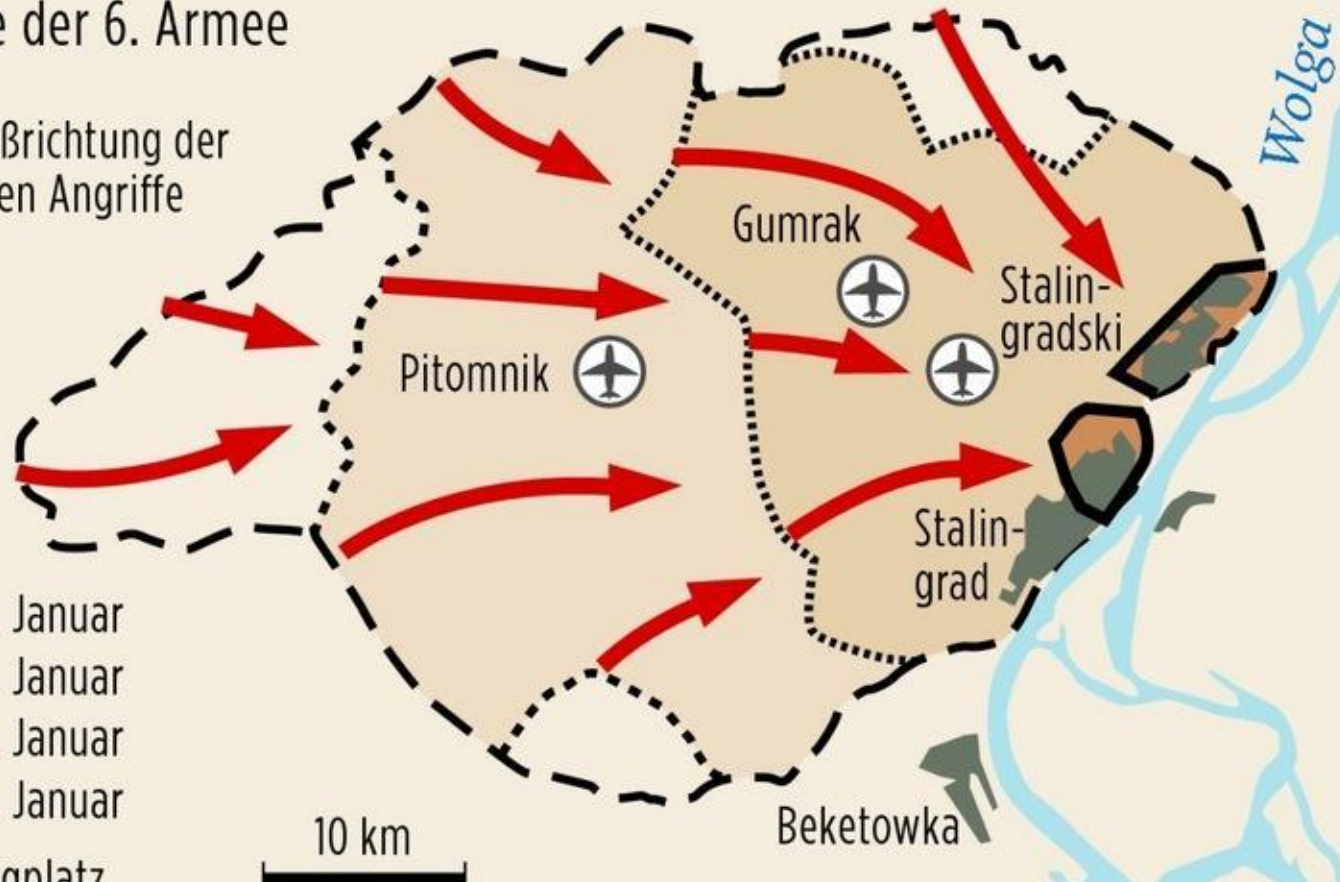 e der 6. Armee
ßrichtung der
en Angriffe
Wolga
Gumrak
Stalin-
gradski
Pitomnik
Stalin-
grad
Januar
Januar
Januar
Januar
Beketowka
10 km
gplatz